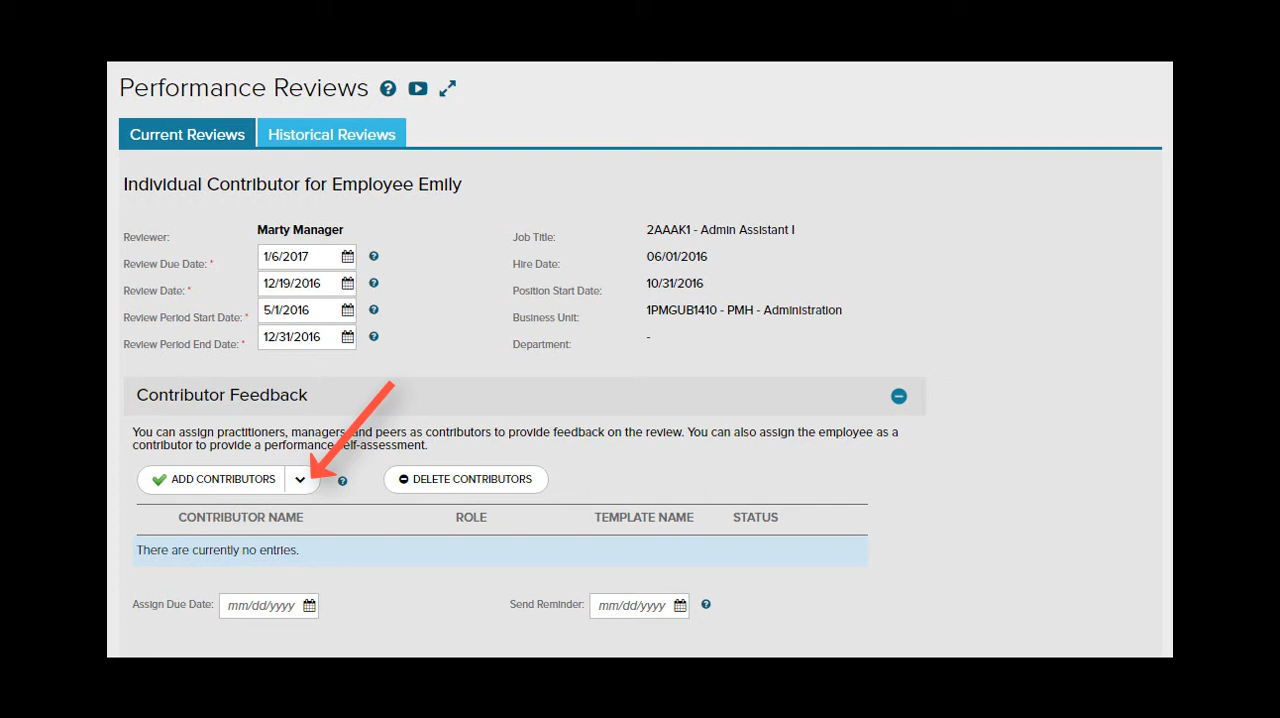 Performance Reviews
Current Reviews Historical Reviews
Individual Contributor for Employee Emily
Reviewer: Marty Manager Job Title: 2AAAK1 - Admin Assistant I
Review Due Date: * 1/6/2017 Hire Date: 06/01/2016
Review Date: * 12/19/2016 Position Start Date: 10/31/2016
Review Period Start Date: * 5/1/2016 Business Unit: 1PMGUB1410 - PMH - Administration
Review Period End Date: * 12/31/2016 Department: -
Contributor Feedback
You can assign practitioners, managers, and peers as contributors to provide feedback on the review. You can also assign the employee as a
contributor to provide a performance self-assessment.
ADD CONTRIBUTORS DELETE CONTRIBUTORS
CONTRIBUTOR NAME ROLE TEMPLATE NAME STATUS
There are currently no entries.
Assign Due Date: mm/dd/yyyy Send Reminder: mm/dd/yyyy